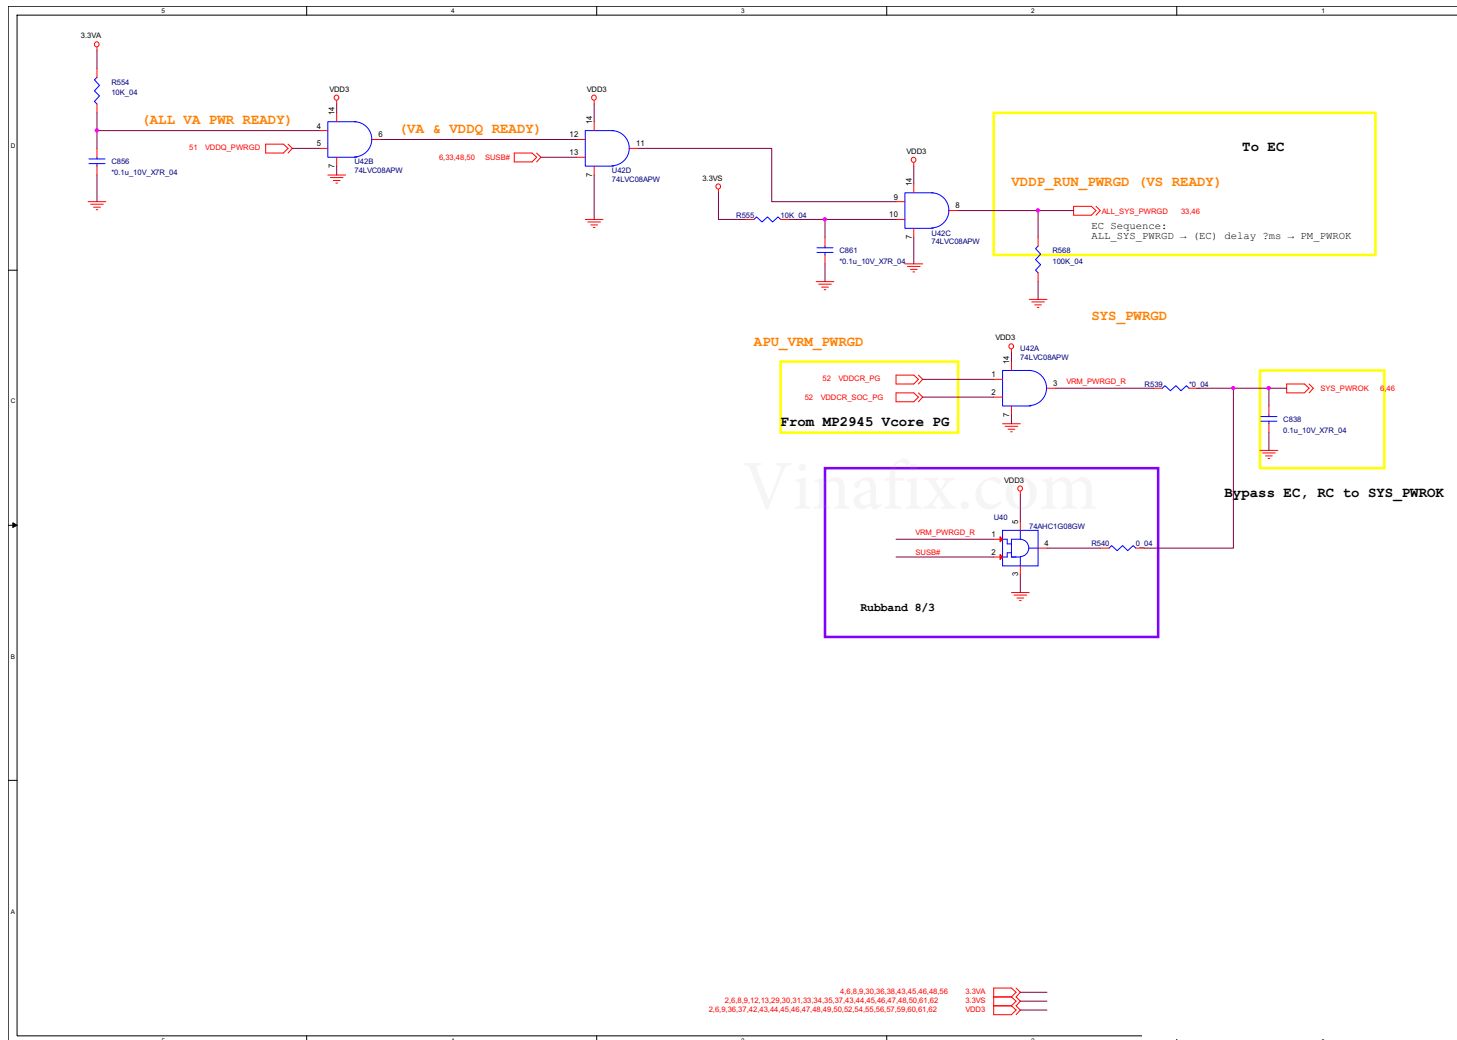 5
4
3
2
1
D
C
B
A
3.3VA
R554
10K_04
(ALL VA PWR READY)
4
51 VDDQ_PWRGD
5
C856
*0.1u_10V_X7R_04
VDD3
14
6
7
U42B
74LVC08APW
(VA & VDDQ READY)
12
6,33,48,50 SUSB#
13
VDD3
14
11
7
U42D
74LVC08APW
3.3VS
R555
10K_04
C861
*0.1u_10V_X7R_04
VDD3
14
9
10
8
7
U42C
74LVC08APW
To EC
VDDP_RUN_PWRGD (VS READY)
ALL_SYS_PWRGD 33,46
EC Sequence:
ALL_SYS_PWRGD → (EC) delay ?ms → PM_PWROK
R568
100K_04
SYS_PWRGD
APU_VRM_PWRGD
52 VDDCR_PG
52 VDDCR_SOC_PG
From MP2945 Vcore PG
VDD3
U42A
74LVC08APW
14
1
2
3
7
VRM_PWRGD_R
R539
*0_04
SYS_PWROK 6,46
C838
0.1u_10V_X7R_04
Bypass EC, RC to SYS_PWROK
Vinafix.com
VDD3
U40
5
74AHC1G08GW
VRM_PWRGD_R
1
SUSB#
2
4
3
R540
0_04
Rubband 8/3
4,6,8,9,30,36,38,43,45,46,48,56 3.3VA
2,6,8,9,12,13,29,30,31,33,34,35,37,43,44,45,46,47,48,50,61,62 3.3VS
2,6,9,36,37,42,43,44,45,46,47,48,49,50,52,54,55,56,57,59,60,61,62 VDD3